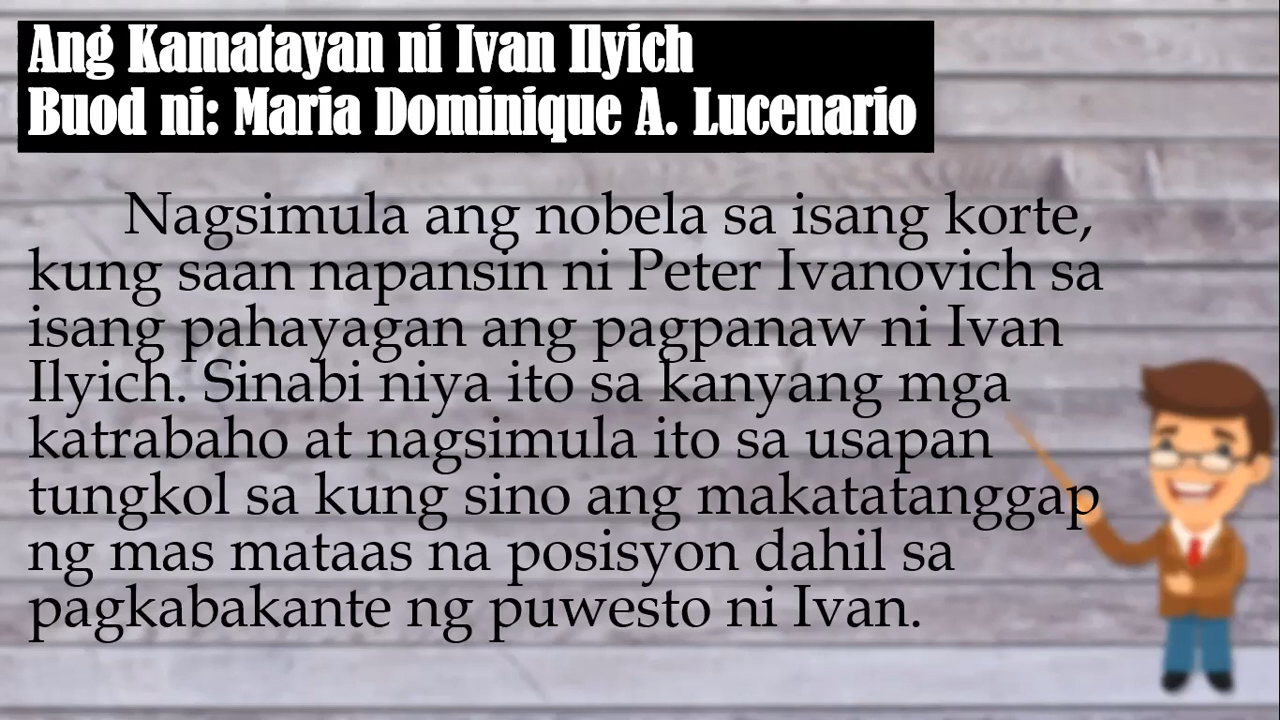 Ang Kamatayan ni Ivan Ilyich
Buod ni: Maria Dominique A. Lucenario
Nagsimula ang nobela sa isang korte,
kung saan napansin ni Peter Ivanovich sa
isang pahayagan ang pagpanaw ni Ivan
Ilyich. Sinabi niya ito sa kanyang mga
katrabaho at nagsimula ito sa usapan
tungkol sa kung sino ang makatatanggap
ng mas mataas na posisyon dahil sa
pagkabakante ng puwesto ni Ivan.